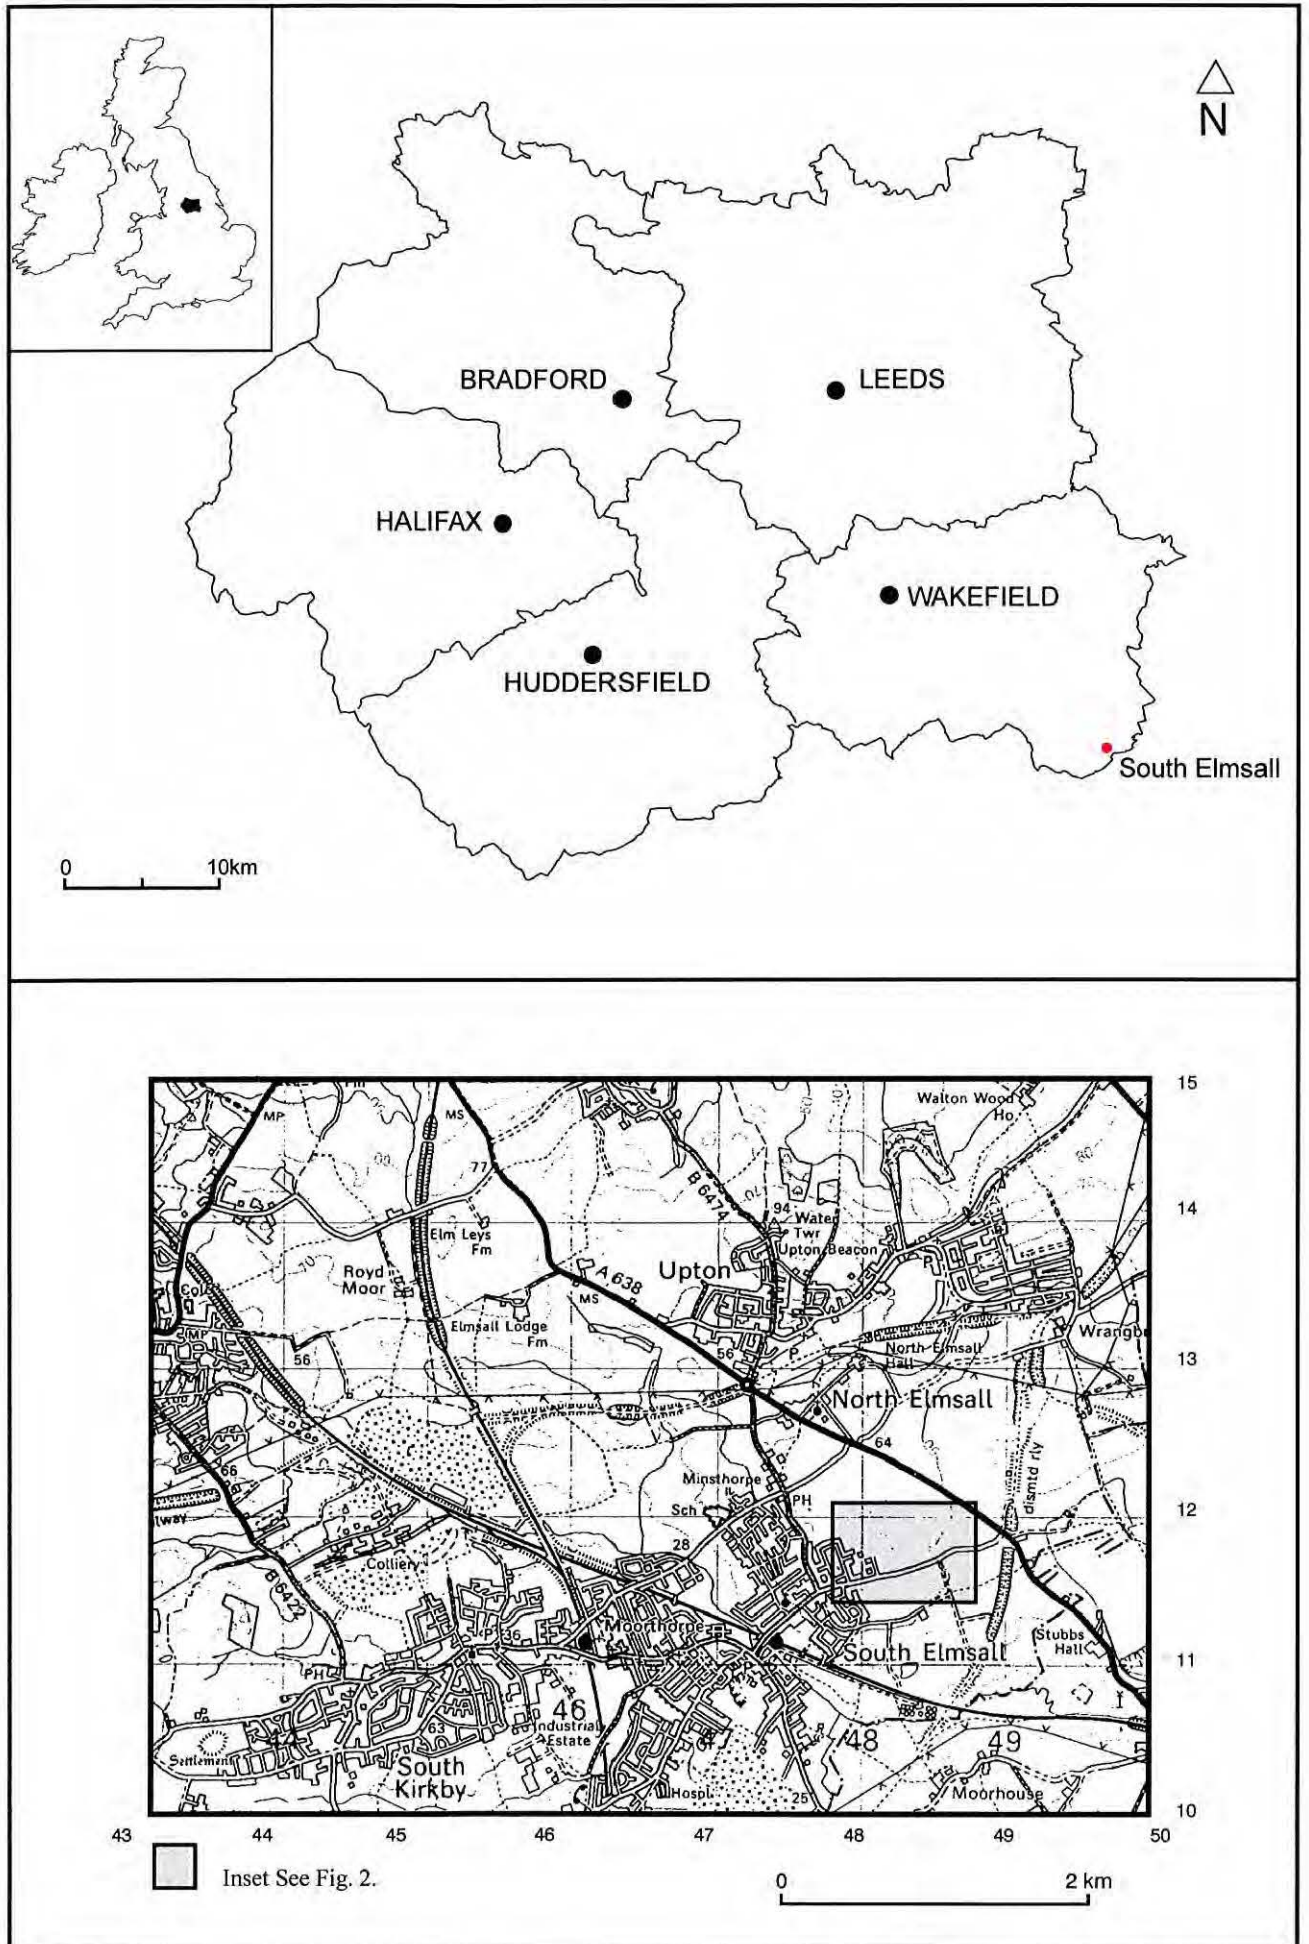 N
BRADFORD
LEEDS
HALIFAX
WAKEFIELD
HUDDERSFIELD
South Elmsall
0 10km
15
Walton Wood
Ho.
MP
MS
77
B 6474
14
94
Water
Twr
Upton Beacon
Elm Leys
Fm
Royd
Moor
70
Upton
A 638
MS
P
Elmsall Lodge
Fm
MP
56
56
P
North Elmsall
Hall
13
North Elmsall
64
66
Minsthorpe
PH
Sch
dismtd rly
12
28
Colliery
B 6422
Moorthorpe
P
36
South Elmsall
Stubbs
Hall
11
PH
46
Industrial
Estate
48
49
44
63
Settlement
South
Kirkby
Hospl
25
Moorhouse
10
43 44 45 46 47 48 49 50
Inset See Fig. 2.
0 2 km